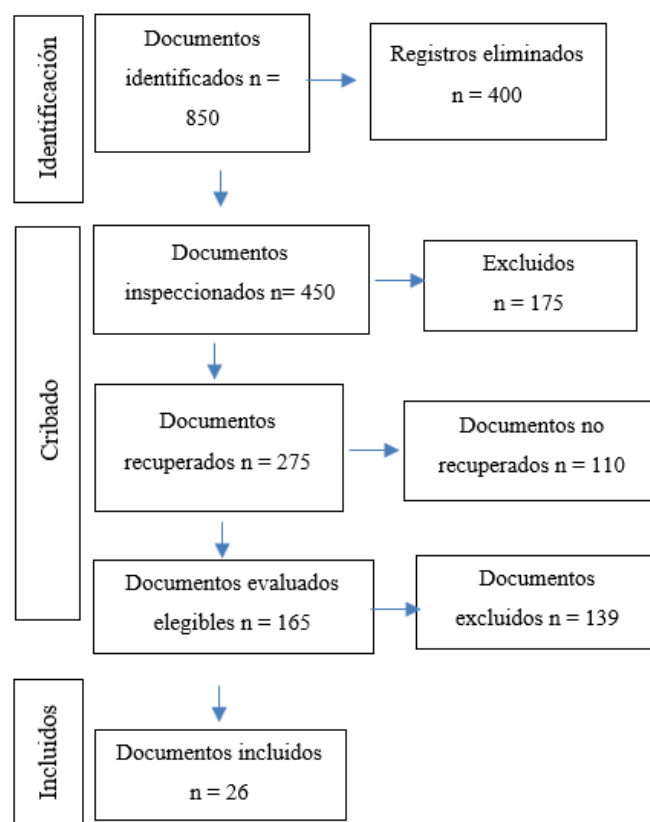 Identificación
Documentos
identificados n =
850
Registros eliminados
n = 400
Cribado
Documentos
inspeccionados n= 450
Excluidos
n = 175
Documentos
recuperados n = 275
Documentos no
recuperados n = 110
Documentos evaluados
elegibles n = 165
Documentos
excluidos n = 139
Incluidos
Documentos incluidos
n = 26